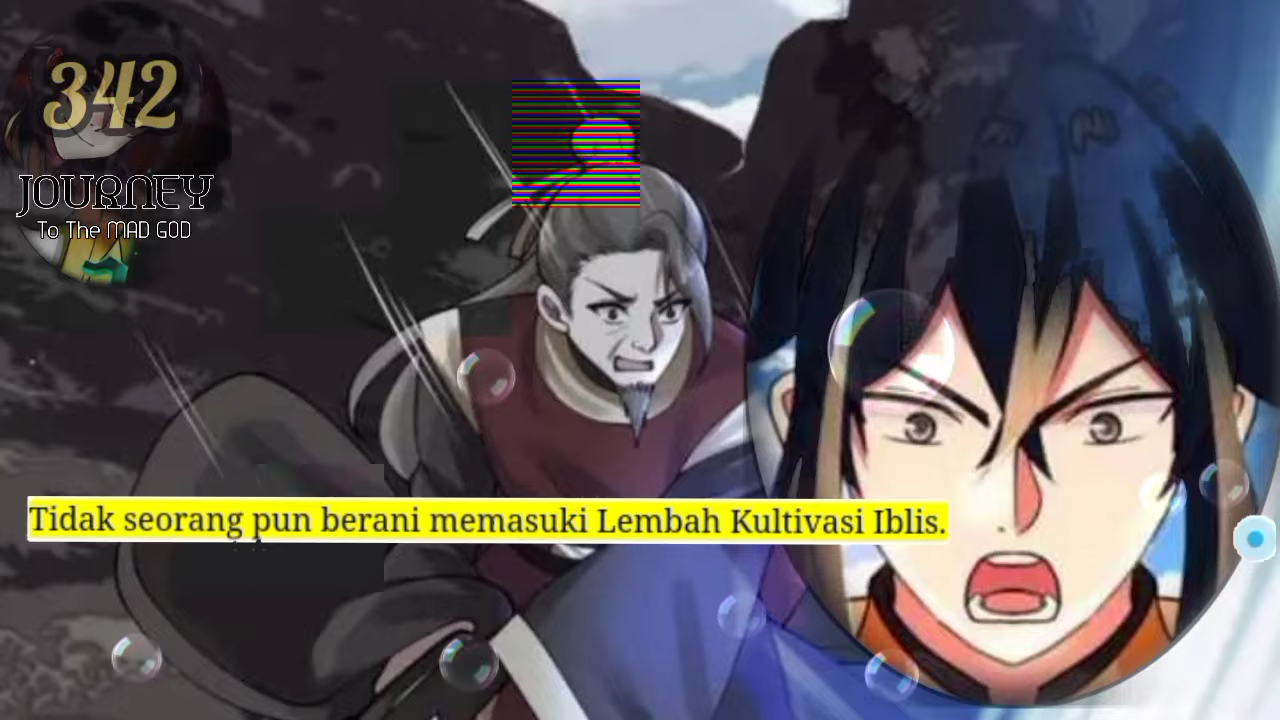 342
JOURNEY
To The MAD GOD
Tidak seorang pun berani memasuki Lembah Kultivasi Iblis.